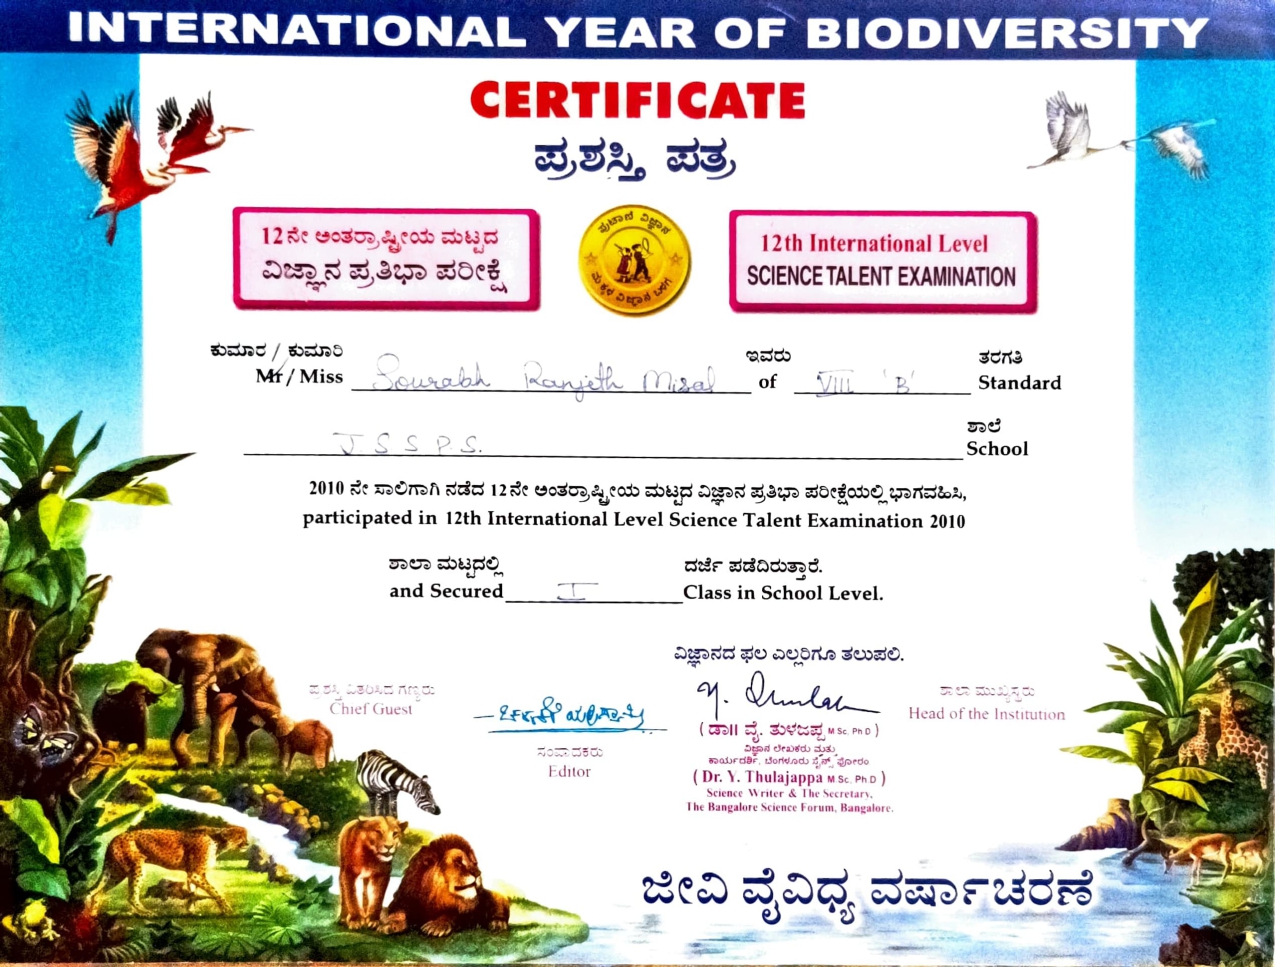 INTERNATIONAL YEAR OF BIODIVERSITY
CERTIFICATE
ಪ್ರಶಸ್ತಿ ಪತ್ರ
12ನೇ ಅಂತರ್ರಾಷ್ಟ್ರೀಯ ಮಟ್ಟದ
ವಿಜ್ಞಾನ ಪ್ರತಿಭಾ ಪರೀಕ್ಷೆ
12th International Level
SCIENCE TALENT EXAMINATION
ಕುಮಾರ / ಕುಮಾರಿ ಇವರು ತರಗತಿ
Mr / Miss Sourabh Ranjeth Misal of VIII 'B' Standard
ಶಾಲೆ
J S S P.S. School
2010 ನೇ ಸಾಲಿಗಾಗಿ ನಡೆದ 12ನೇ ಅಂತರ್ರಾಷ್ಟ್ರೀಯ ಮಟ್ಟದ ವಿಜ್ಞಾನ ಪ್ರತಿಭಾ ಪರೀಕ್ಷೆಯಲ್ಲಿ ಭಾಗವಹಿಸಿ,
participated in 12th International Level Science Talent Examination 2010
ಶಾಲಾ ಮಟ್ಟದಲ್ಲಿ ದರ್ಜೆ ಪಡೆದಿರುತ್ತಾರೆ.
and Secured I Class in School Level.
ವಿಜ್ಞಾನದ ಫಲ ಎಲ್ಲರಿಗೂ ತಲುಪಲಿ.
ಪ್ರಶಸ್ತಿ ವಿತರಿಸಿದ ಗಣ್ಯರು
Chief Guest
ಸಂಪಾದಕರು
Editor
(ಡಾ|| ವೈ. ತುಳಜಪ್ಪ M Sc. Ph D )
ವಿಜ್ಞಾನ ಲೇಖಕರು ಮತ್ತು
ಕಾರ್ಯದರ್ಶಿ, ಬೆಂಗಳೂರು ಸೈನ್ಸ್ ಫೋರಂ
( Dr. Y. Thulajappa M Sc. Ph D )
Science Writer & The Secretary,
The Bangalore Science Forum, Bangalore.
ಶಾಲಾ ಮುಖ್ಯಸ್ಥರು
Head of the Institution
ಜೀವಿ ವೈವಿಧ್ಯ ವರ್ಷಾಚರಣೆ